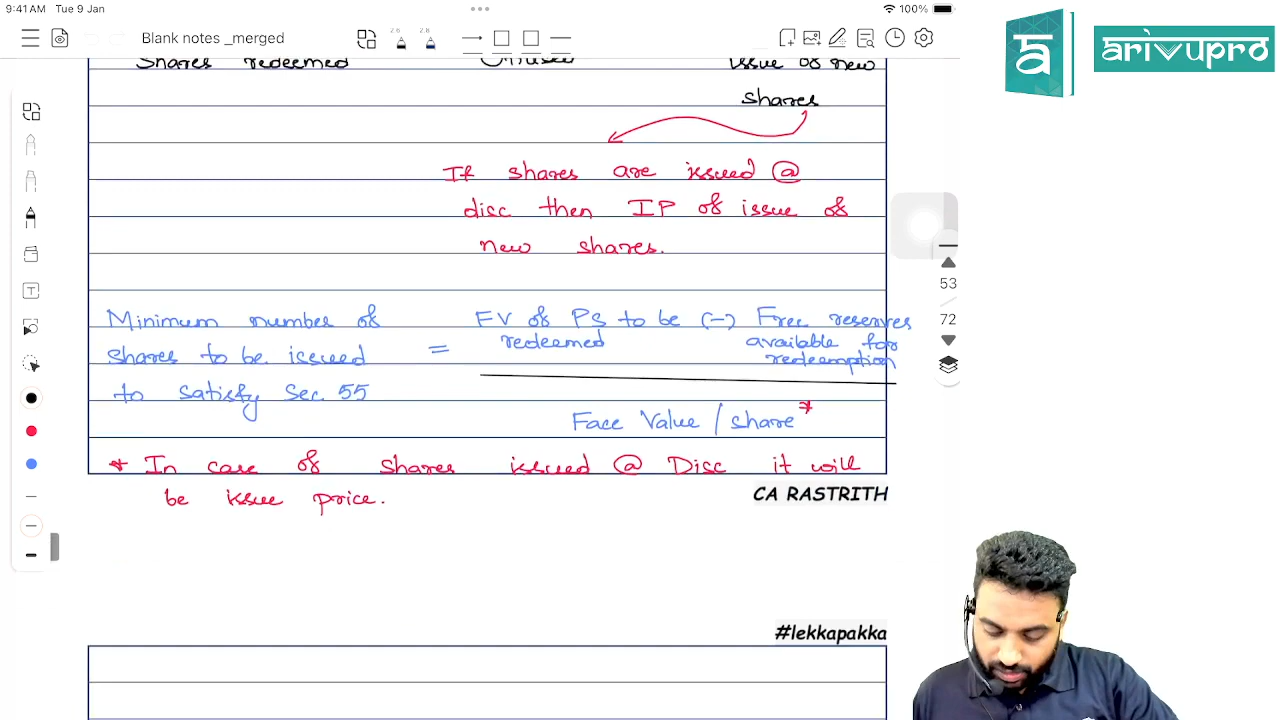 9:41 AM Tue 9 Jan
100%
Blank notes _merged
arivupro
Shares redeemed issue of new
shares
If shares are issued @
disc then IP of issue of
new shares.
53
72
Minimum number of
shares to be issued
to satisfy Sec. 55
=
FV of PS to be (-) Free reserves
redeemed available for
redemption
Face Value / share *
* In case of shares issued @ Disc it will
be issue price.
CA RASTRITH
#lekkapakka